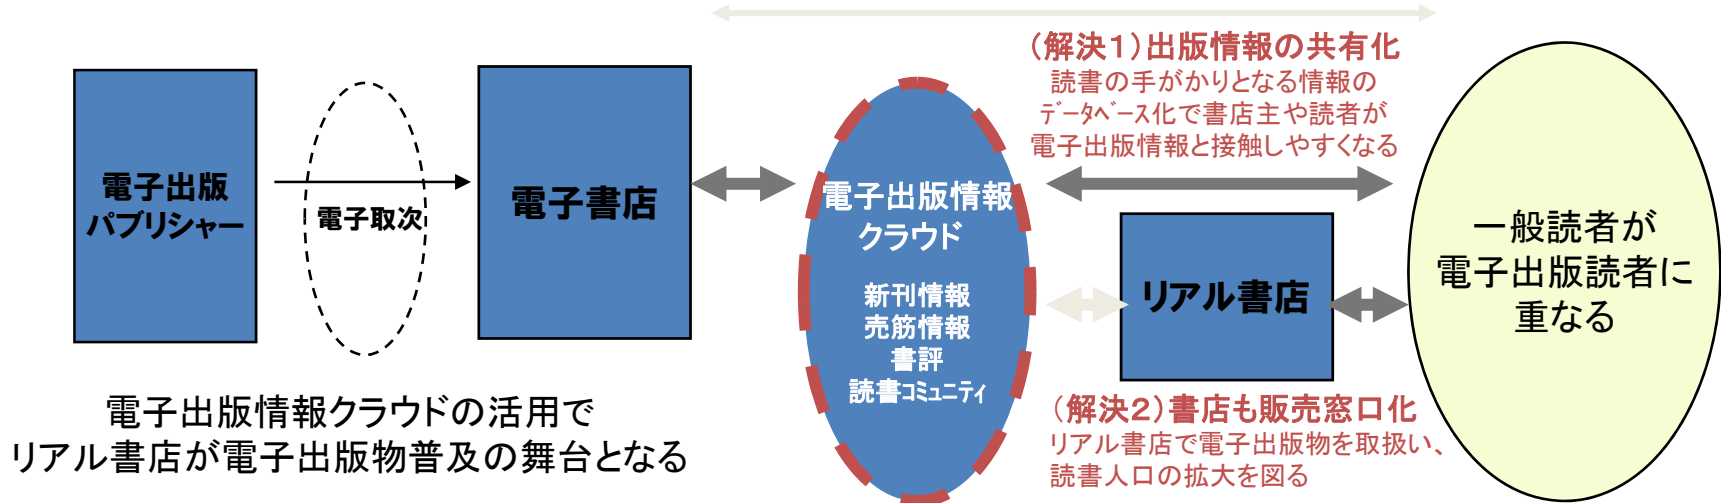 電子出版
パブリシャー
電子取次
電子書店
電子出版情報
クラウド
新刊情報
売筋情報
書評
読書ｺﾐｭﾆﾃｨ
(解決１)出版情報の共有化
読書の手がかりとなる情報の
ﾃﾞｰﾀﾍﾞｰｽ化で書店主や読者が
電子出版情報と接触しやすくなる
リアル書店
(解決２)書店も販売窓口化
リアル書店で電子出版物を取扱い、
読書人口の拡大を図る
一般読者が
電子出版読者に
重なる
電子出版情報クラウドの活用で
リアル書店が電子出版物普及の舞台となる